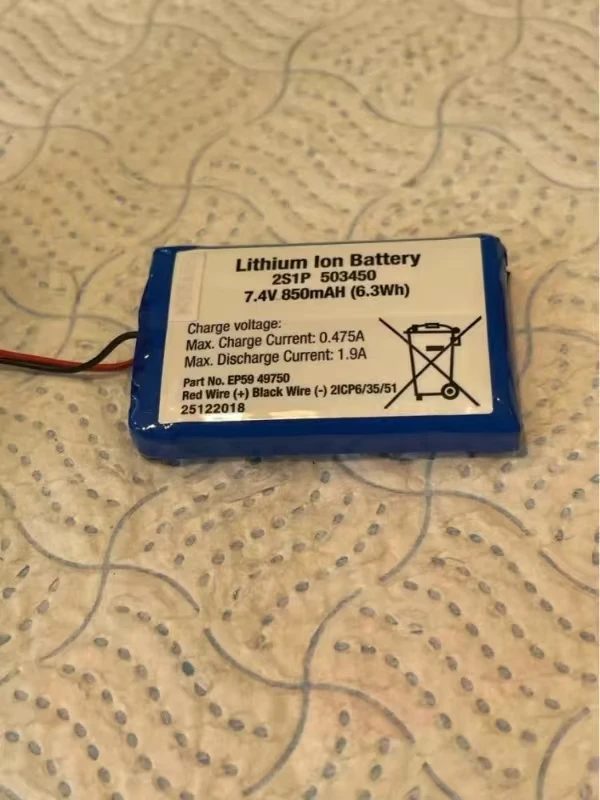 Lithium Ion Battery
2S1P 503450
7.4V 850mAH (6.3Wh)
Charge voltage:
Max. Charge Current: 0.475A
Max. Discharge Current: 1.9A
Part No. EP59 49750
Red Wire (+) Black Wire (-) 2ICP6/35/51
25122018